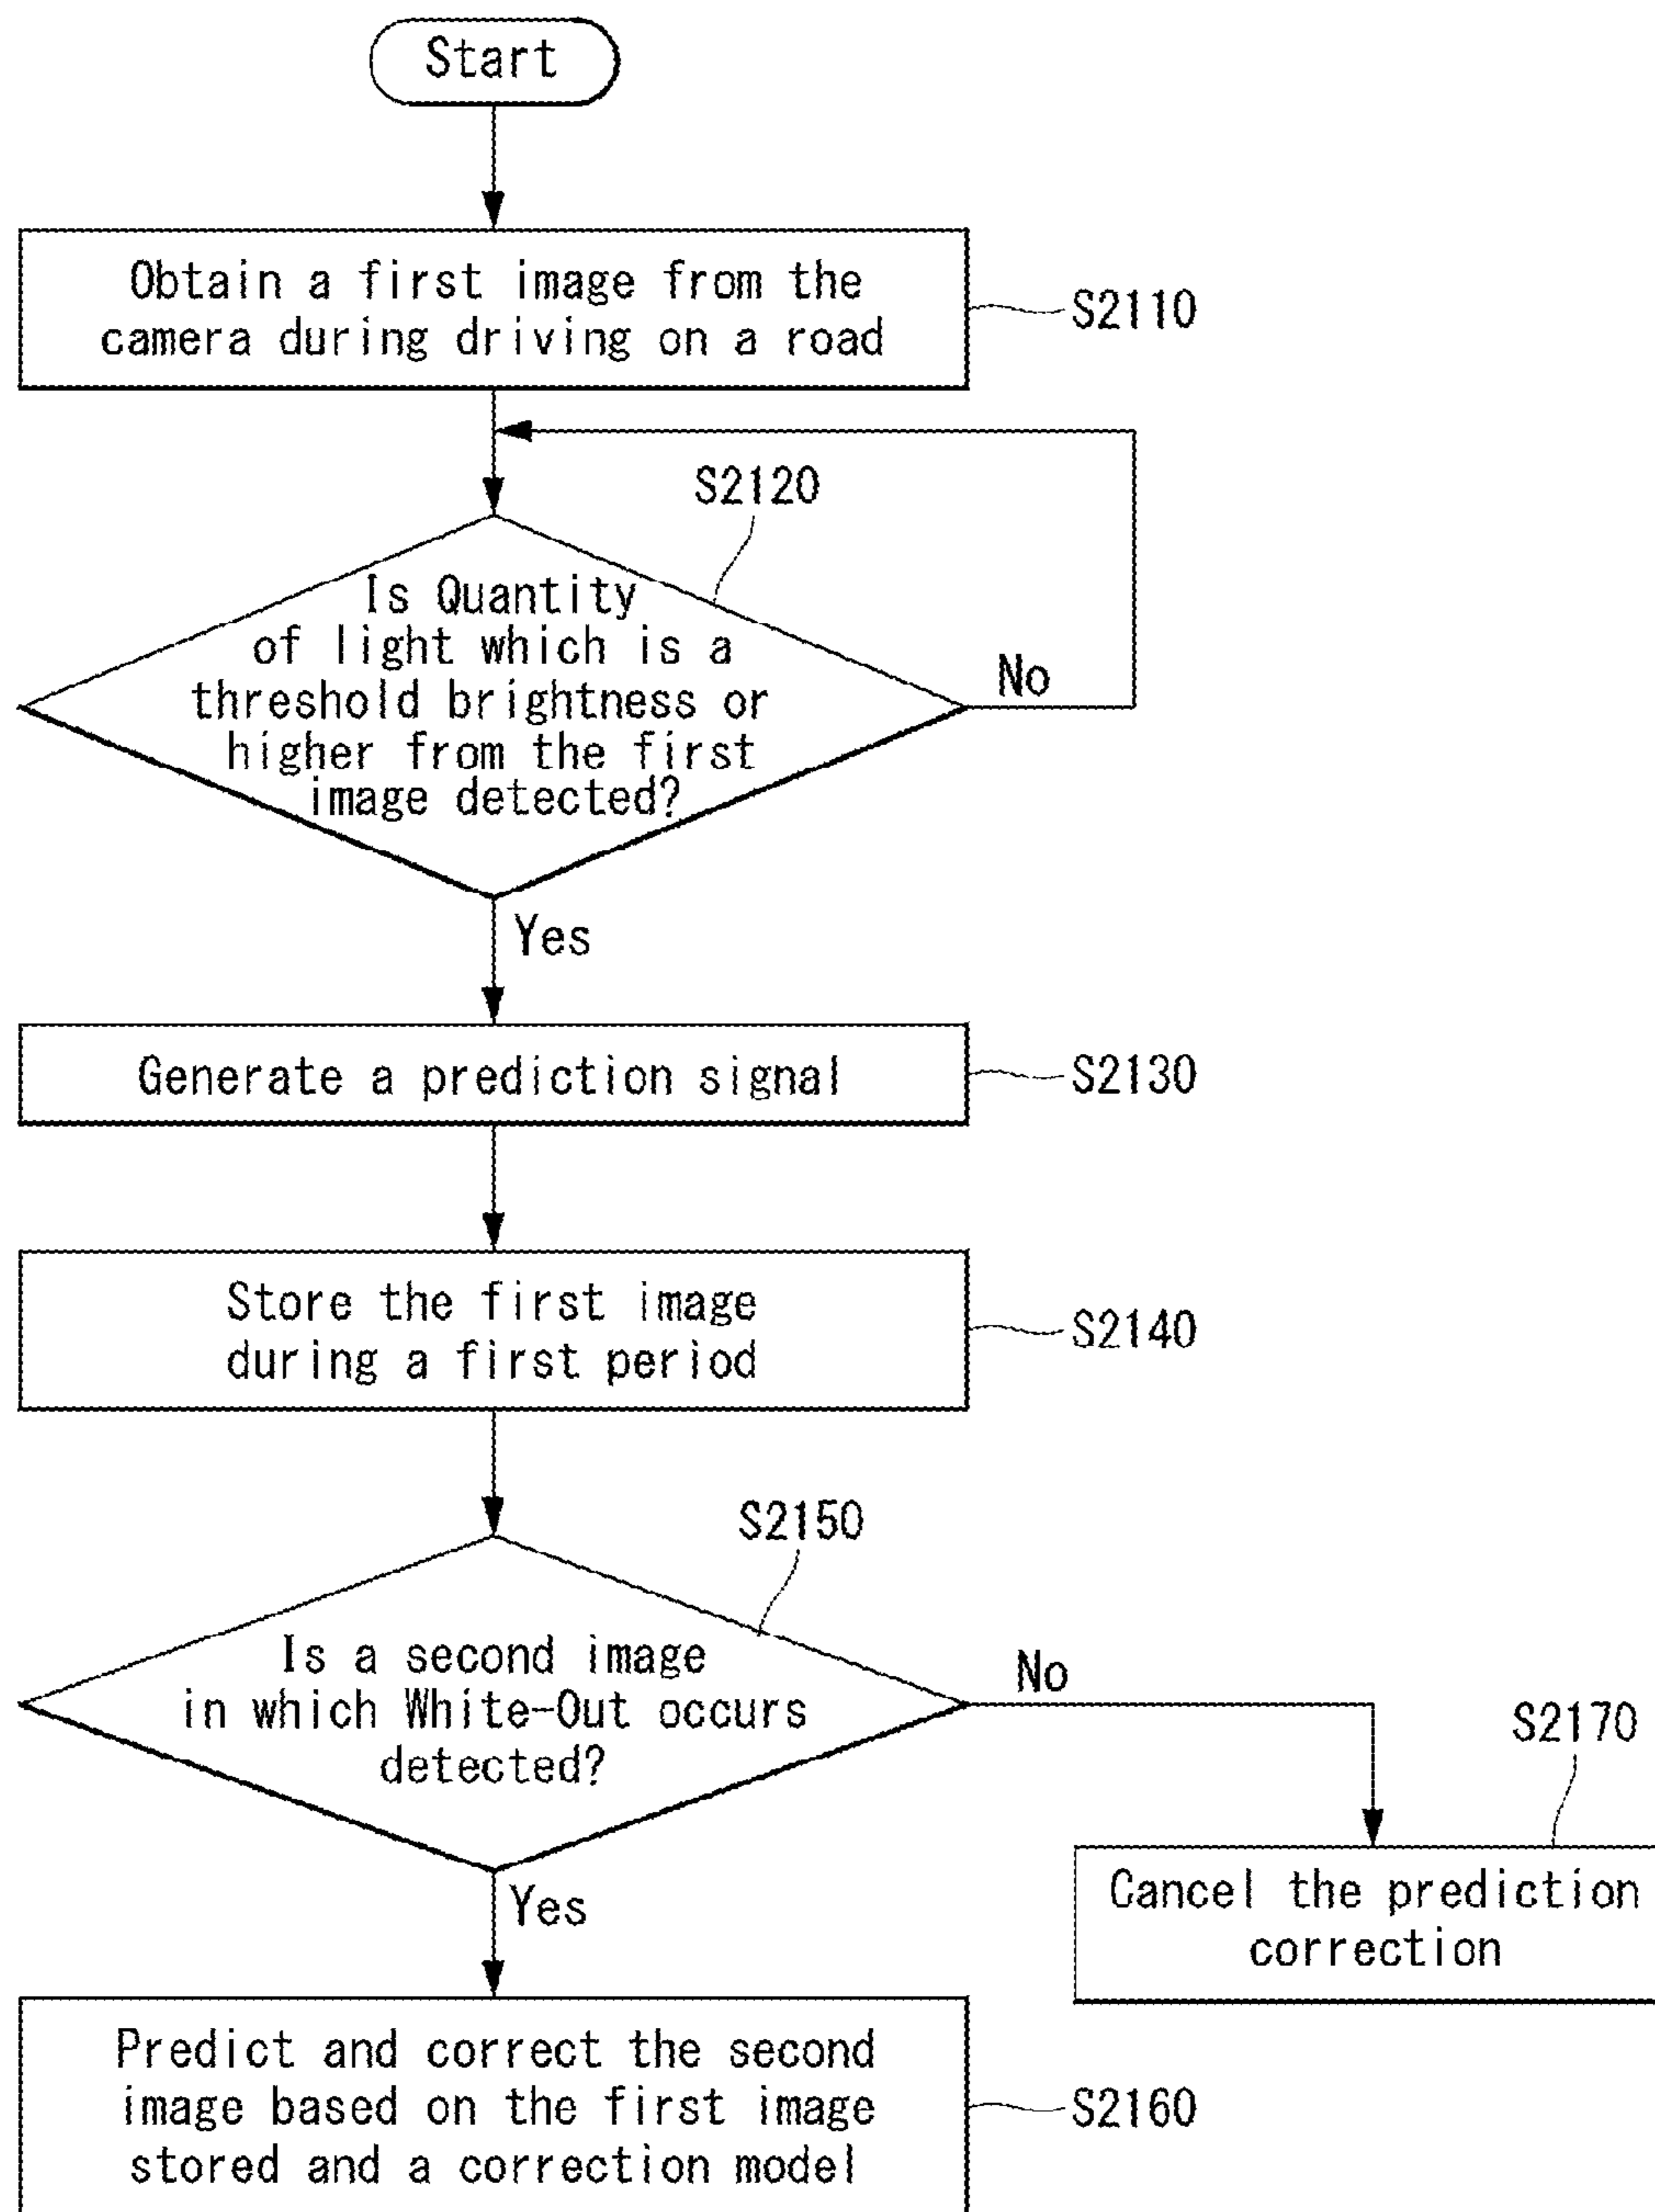 Start
Obtain a first image from the
camera during driving on a road
S2110
S2120
Is Quantity
of light which is a
threshold brightness or
higher from the first
image detected?
No
Yes
Generate a prediction signal
S2130
Store the first image
during a first period
S2140
S2150
Is a second image
in which White-Out occurs
detected?
No
S2170
Cancel the prediction
correction
Yes
Predict and correct the second
image based on the first image
stored and a correction model
S2160